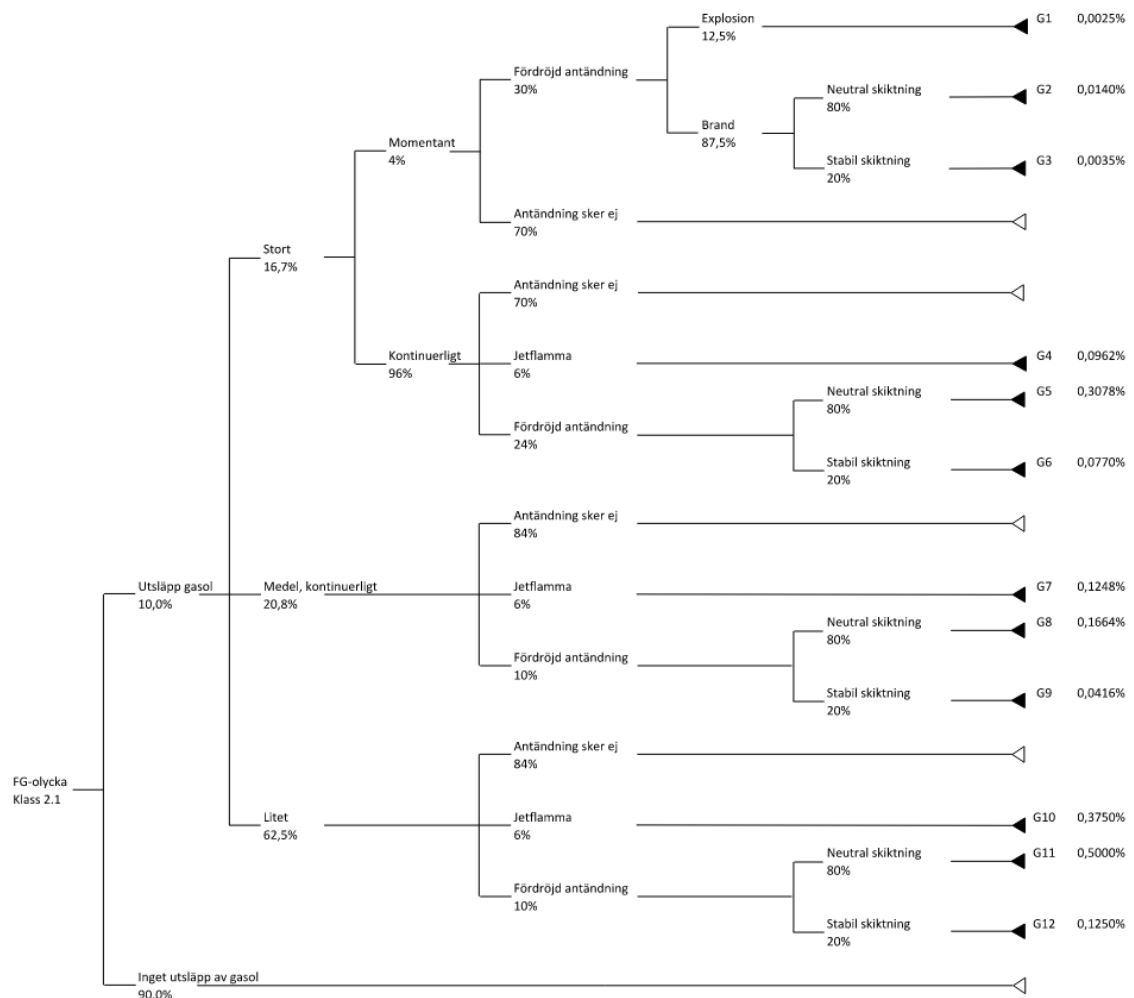 Explosion
12,5%
G1 0,0025%
Fördröjd antändning
30%
Neutral skiktning
80%
G2 0,0140%
Brand
87,5%
Momentant
4%
Stabil skiktning
20%
G3 0,0035%
Antändning sker ej
70%
Stort
16,7%
Antändning sker ej
70%
Kontinuerligt
96%
Jetflamma
6%
G4 0,0962%
Neutral skiktning
80%
G5 0,3078%
Fördröjd antändning
24%
Stabil skiktning
20%
G6 0,0770%
Antändning sker ej
84%
Utsläpp gasol
10,0%
Medel, kontinuerligt
20,8%
Jetflamma
6%
G7 0,1248%
Neutral skiktning
80%
G8 0,1664%
Fördröjd antändning
10%
Stabil skiktning
20%
G9 0,0416%
Antändning sker ej
84%
FG-olycka
Klass 2.1
Litet
62,5%
Jetflamma
6%
G10 0,3750%
Neutral skiktning
80%
G11 0,5000%
Fördröjd antändning
10%
Stabil skiktning
20%
G12 0,1250%
Inget utsläpp av gasol
90,0%